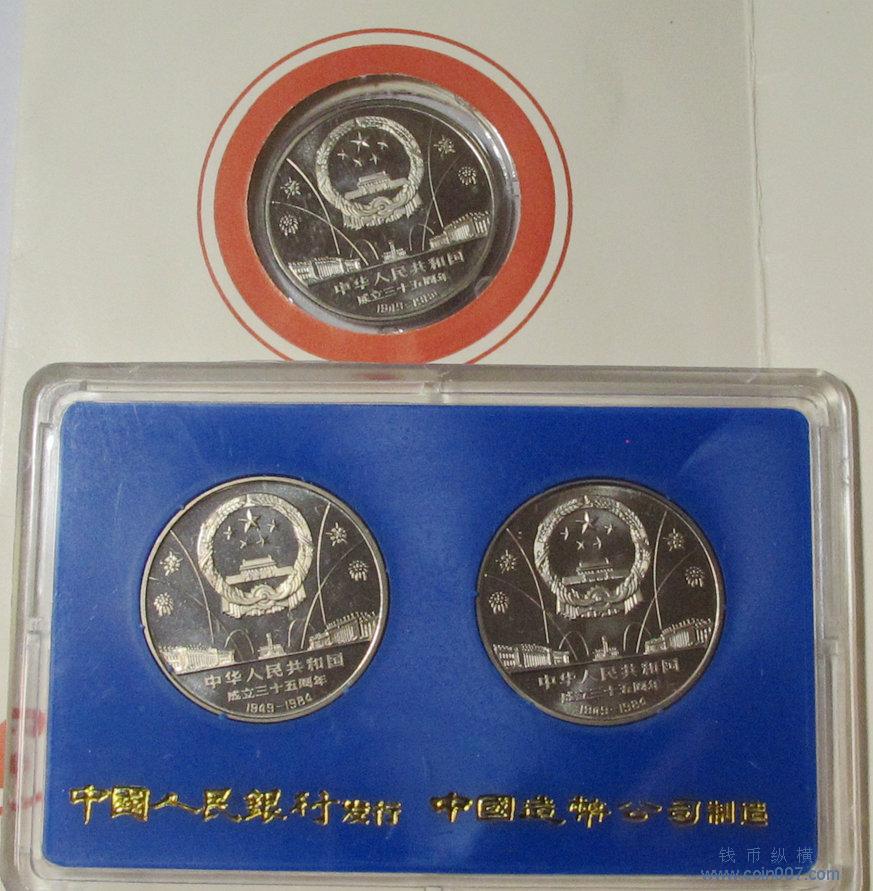 中华人民共和国
成立三十五周年
中华人民共和国
成立三十五周年
1949-1984
中华人民共和国
成立三十五周年
1949-1984
中國人民銀行发行 中國造幣公司制造
钱币纵横
www.coin007.com